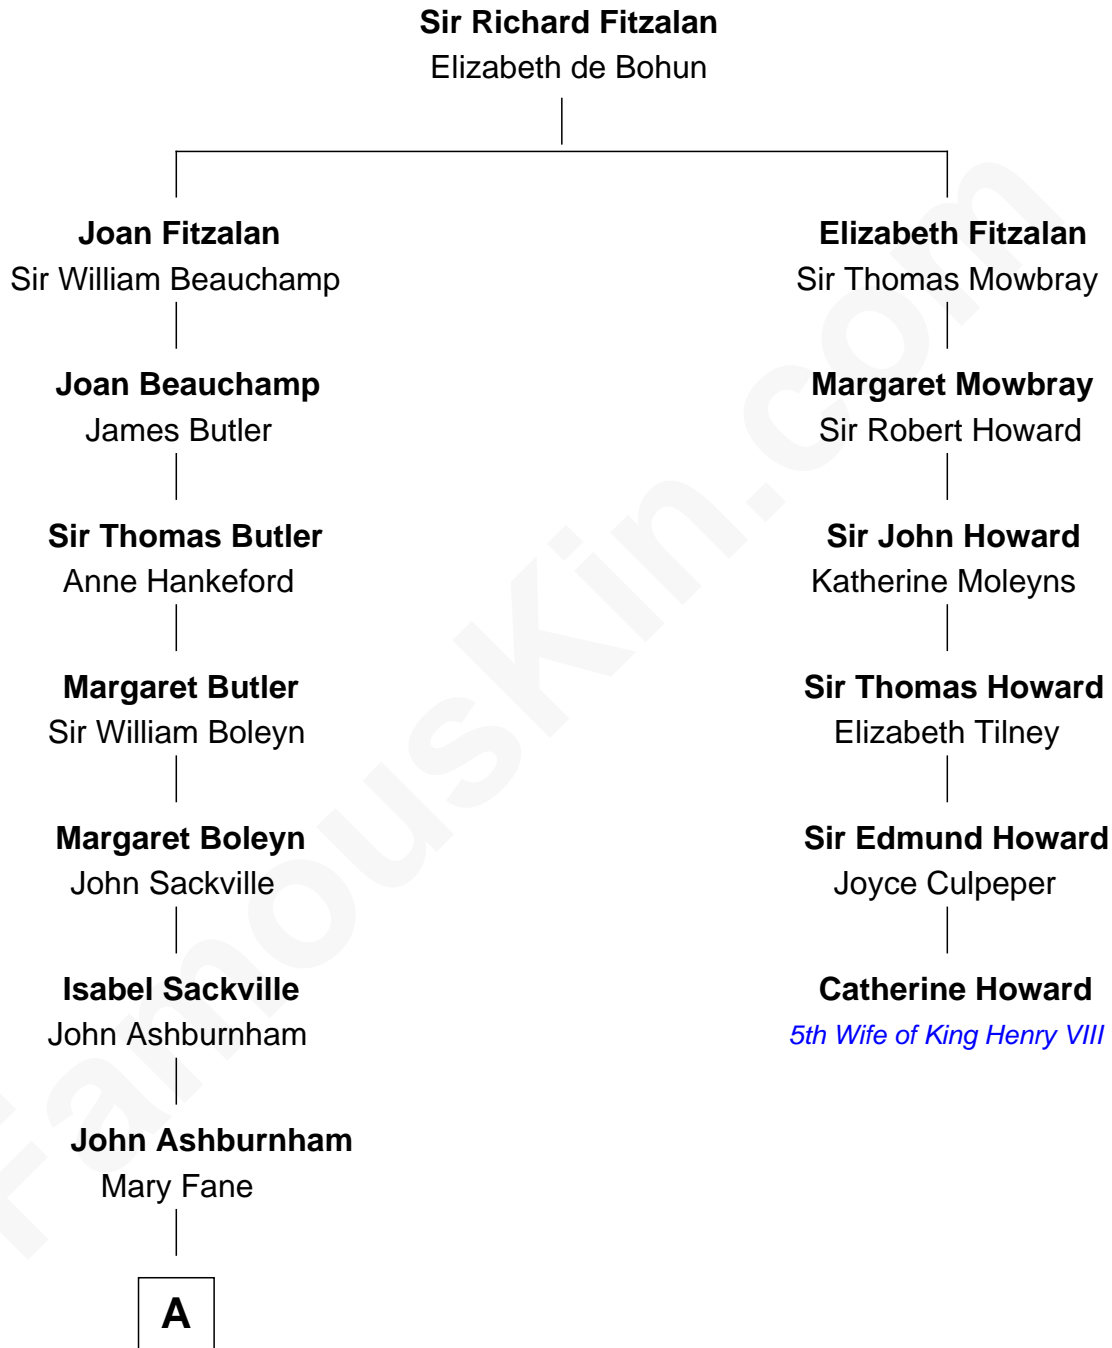 Sir Richard Fitzalan
Elizabeth de Bohun
Joan Fitzalan
Sir William Beauchamp
Elizabeth Fitzalan
Sir Thomas Mowbray
Joan Beauchamp
James Butler
Margaret Mowbray
Sir Robert Howard
Sir Thomas Butler
Anne Hankeford
Sir John Howard
Katherine Moleyns
Margaret Butler
Sir William Boleyn
Sir Thomas Howard
Elizabeth Tilney
Margaret Boleyn
John Sackville
Sir Edmund Howard
Joyce Culpeper
Isabel Sackville
John Ashburnham
Catherine Howard
5th Wife of King Henry VIII
John Ashburnham
Mary Fane
A
FamousKin.com